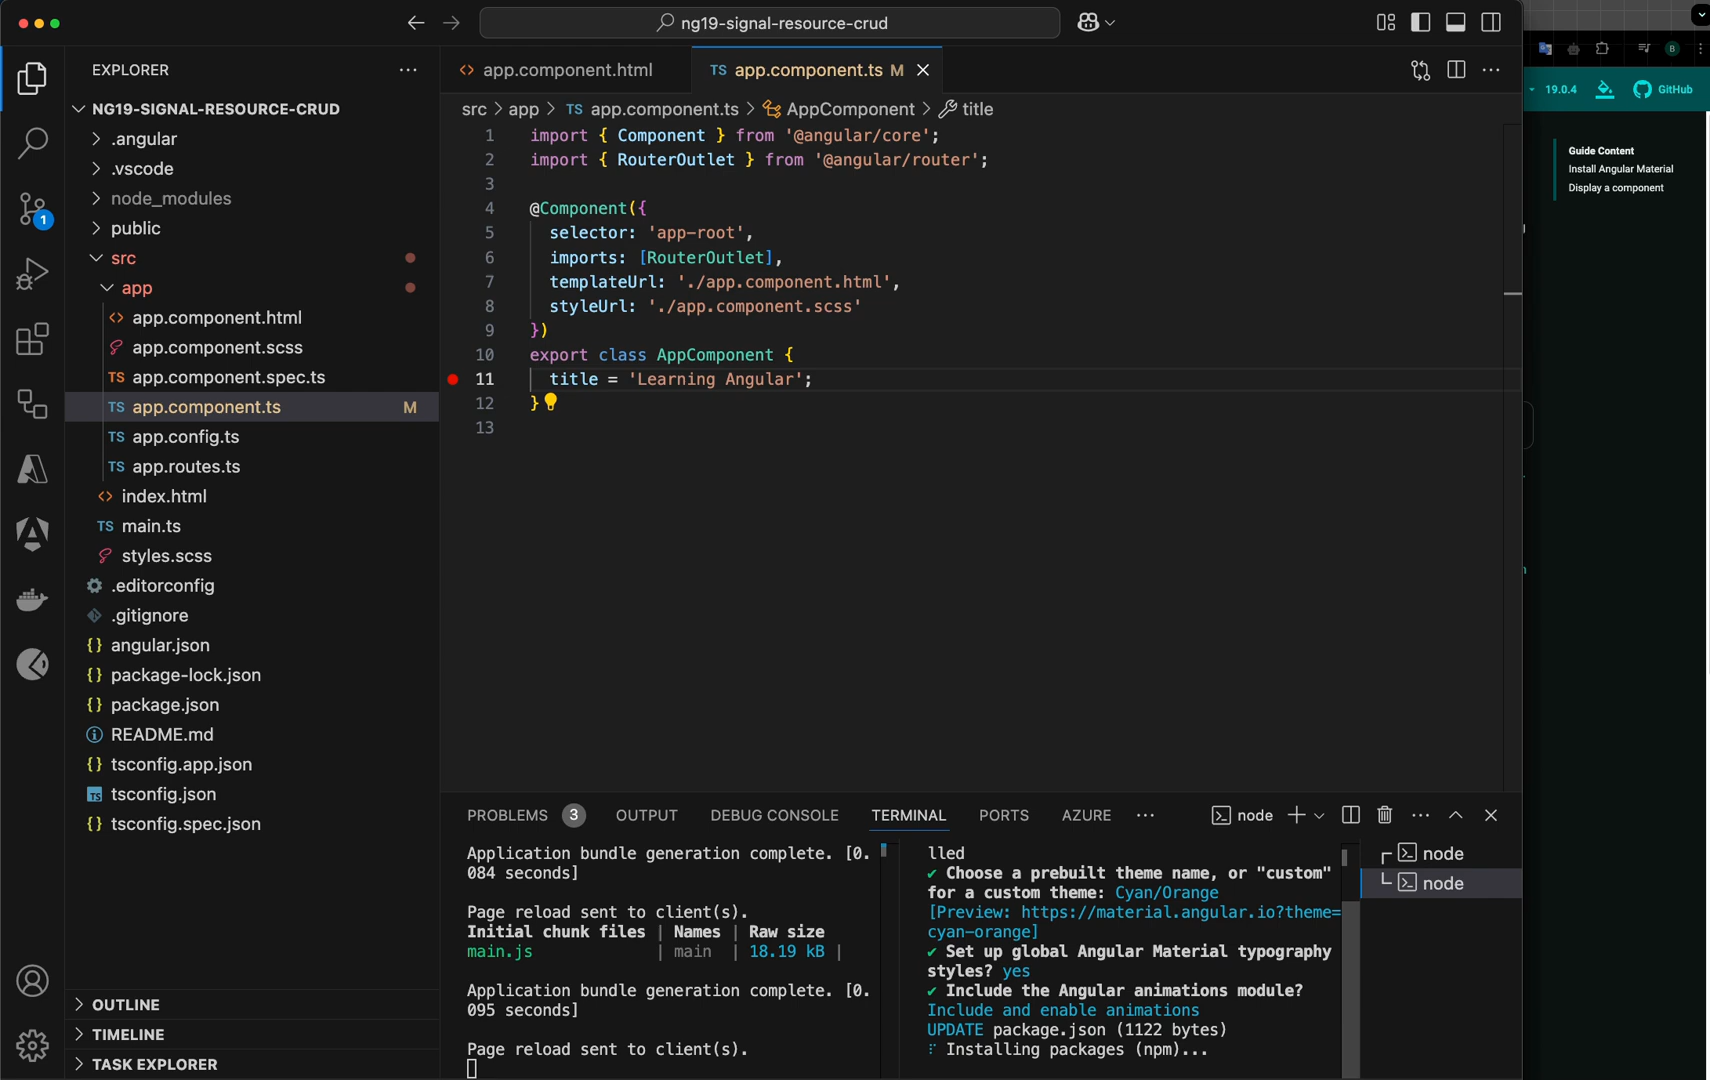 ng19-signal-resource-crud
EXPLORER
NG19-SIGNAL-RESOURCE-CRUD
.angular
.vscode
node_modules
public
src
app
app.component.html
app.component.scss
app.component.spec.ts
TS app.component.ts M
TS app.config.ts
TS app.routes.ts
index.html
TS main.ts
styles.scss
.editorconfig
.gitignore
{} angular.json
{} package-lock.json
{} package.json
README.md
{} tsconfig.app.json
TS tsconfig.json
{} tsconfig.spec.json
OUTLINE
TIMELINE
TASK EXPLORER
1
<> app.component.html
TS app.component.ts M
src > app > TS app.component.ts > AppComponent > title
1 import { Component } from '@angular/core';
2 import { RouterOutlet } from '@angular/router';
3
4 @Component({
5 selector: 'app-root',
6 imports: [RouterOutlet],
7 templateUrl: './app.component.html',
8 styleUrl: './app.component.scss'
9 })
10 export class AppComponent {
11 title = 'Learning Angular';
12 }
13
PROBLEMS 3 OUTPUT DEBUG CONSOLE TERMINAL PORTS AZURE
node
Application bundle generation complete. [0.
084 seconds]
Page reload sent to client(s).
Initial chunk files | Names | Raw size
main.js | main | 18.19 kB |
Application bundle generation complete. [0.
095 seconds]
Page reload sent to client(s).
lled
✔ Choose a prebuilt theme name, or "custom"
for a custom theme: Cyan/Orange
[Preview: https://material.angular.io?theme=
cyan-orange]
✔ Set up global Angular Material typography
styles? yes
✔ Include the Angular animations module?
Include and enable animations
UPDATE package.json (1122 bytes)
Installing packages (npm)...
node
node
B
19.0.4
GitHub
Guide Content
Install Angular Material
Display a component